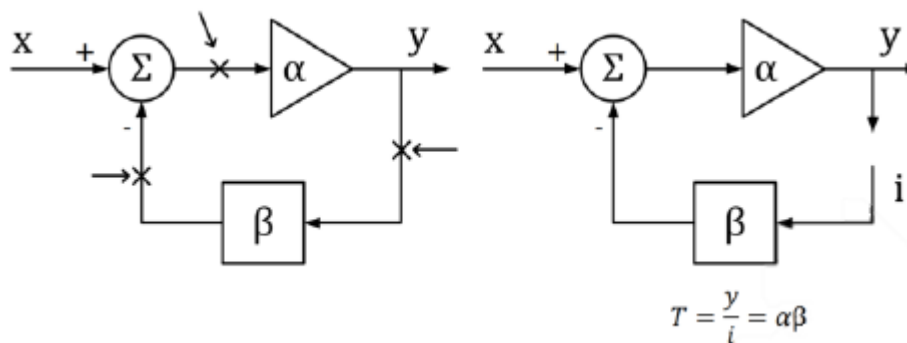 x + Σ α y
-
β
x + Σ α y
-
β i
T = y/i = αβ